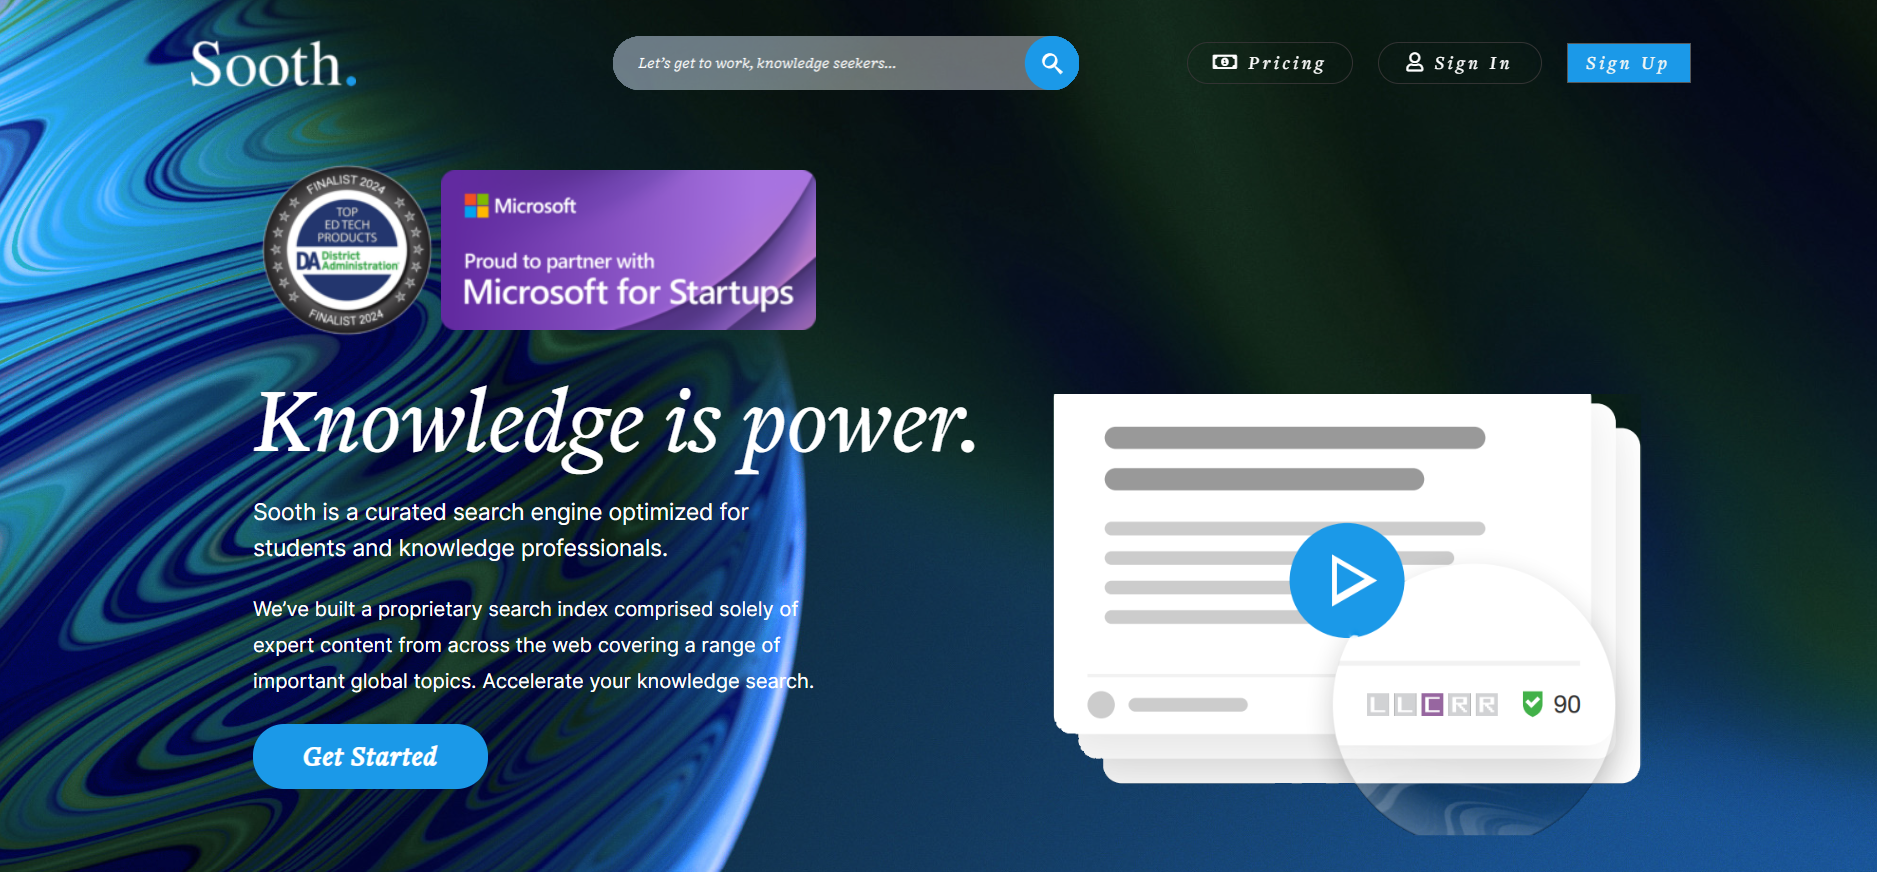 Sooth.
Let's get to work, knowledge seekers...
Pricing
Sign In
Sign Up
FINALIST 2024
TOP
ED TECH
PRODUCTS
DA District
Administration
FINALIST 2024
Microsoft
Proud to partner with
Microsoft for Startups
Knowledge is power.
Sooth is a curated search engine optimized for
students and knowledge professionals.
We've built a proprietary search index comprised solely of
expert content from across the web covering a range of
important global topics. Accelerate your knowledge search.
Get Started
L L C R R 90